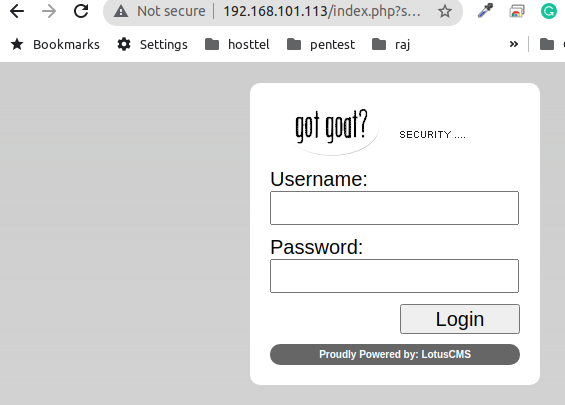 Not secure | 192.168.101.113/index.php?s...
Bookmarks Settings hosttel pentest raj »
got goat?
SECURITY ....
Username:
Password:
Login
Proudly Powered by: LotusCMS